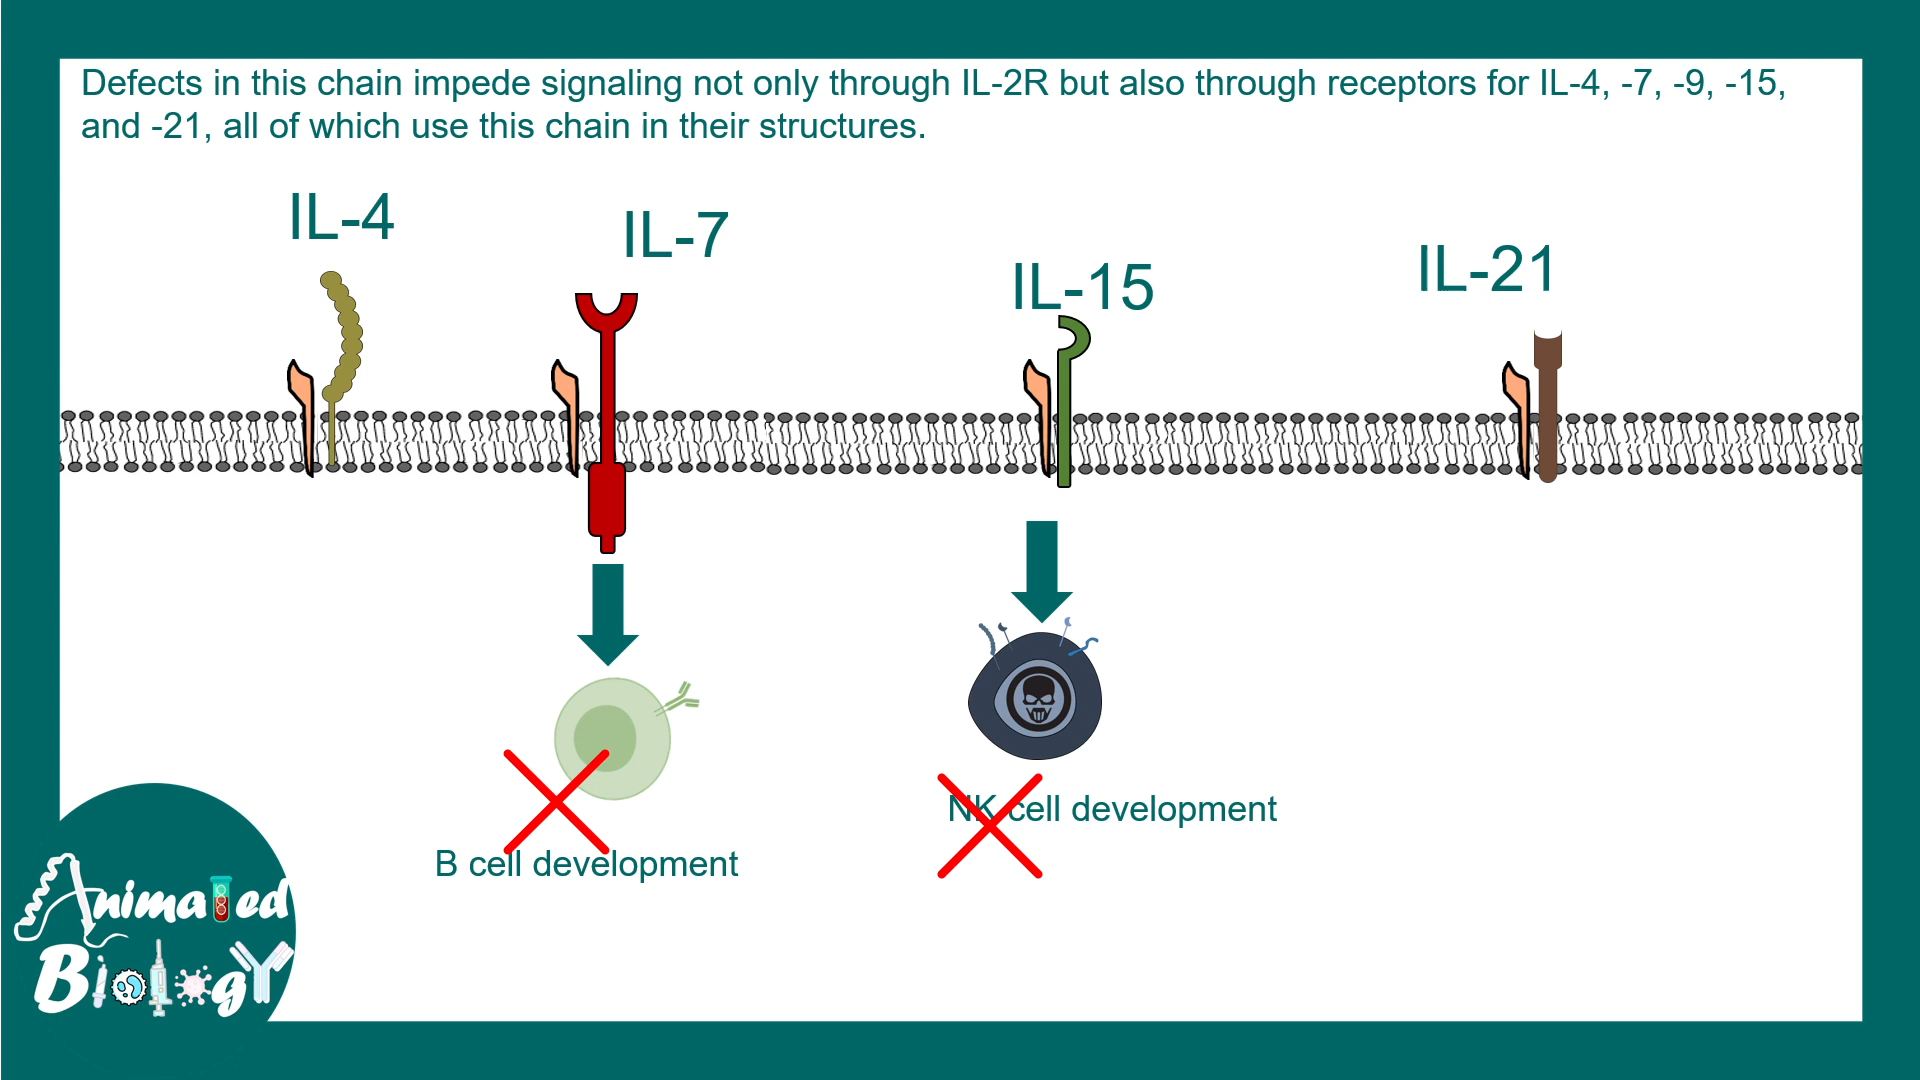 Defects in this chain impede signaling not only through IL-2R but also through receptors for IL-4, -7, -9, -15,
and -21, all of which use this chain in their structures.
IL-4
IL-7
IL-15
IL-21
B cell development
NK cell development
Animated
Biology